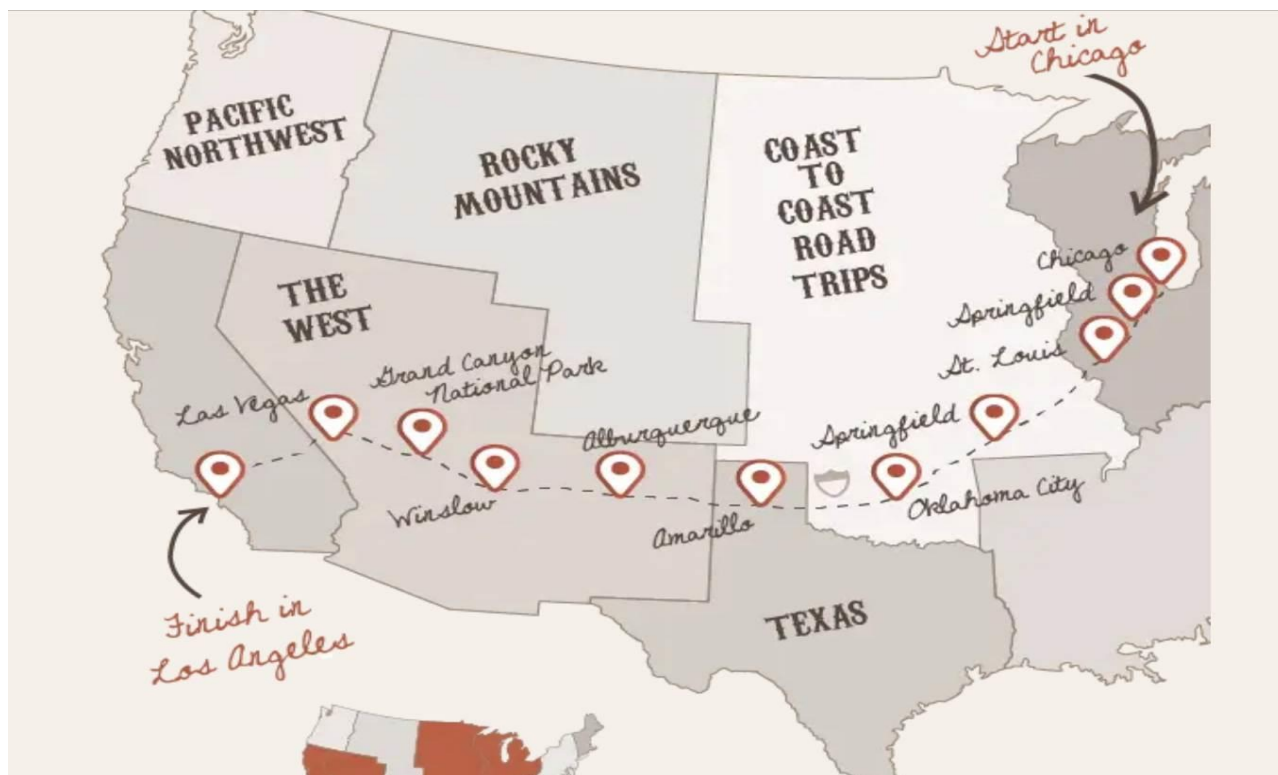 Start in
Chicago
PACIFIC
NORTHWEST
ROCKY
MOUNTAINS
COAST
TO
COAST
ROAD
TRIPS
Chicago
Springfield
St. Louis
THE
WEST
Grand Canyon
National Park
Las Vegas
Alburquerque
Springfield
Winslow
Amarillo
Oklahoma City
Finish in
Los Angeles
TEXAS